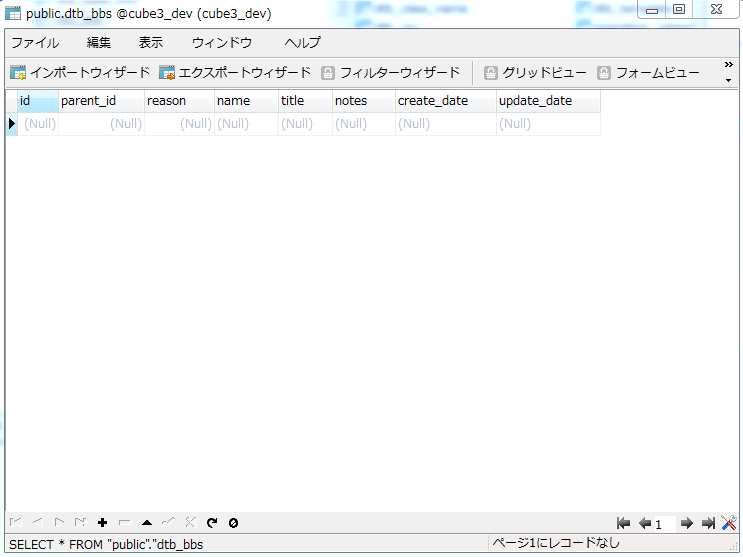 public.dtb_bbs @cube3_dev (cube3_dev)
ファイル 編集 表示 ウィンドウ ヘルプ
インポートウィザード エクスポートウィザード フィルターウィザード グリッドビュー フォームビュー
id parent_id reason name title notes create_date update_date
(Null) (Null) (Null) (Null) (Null) (Null) (Null) (Null)
1
SELECT * FROM "public"."dtb_bbs ページ1にレコードなし